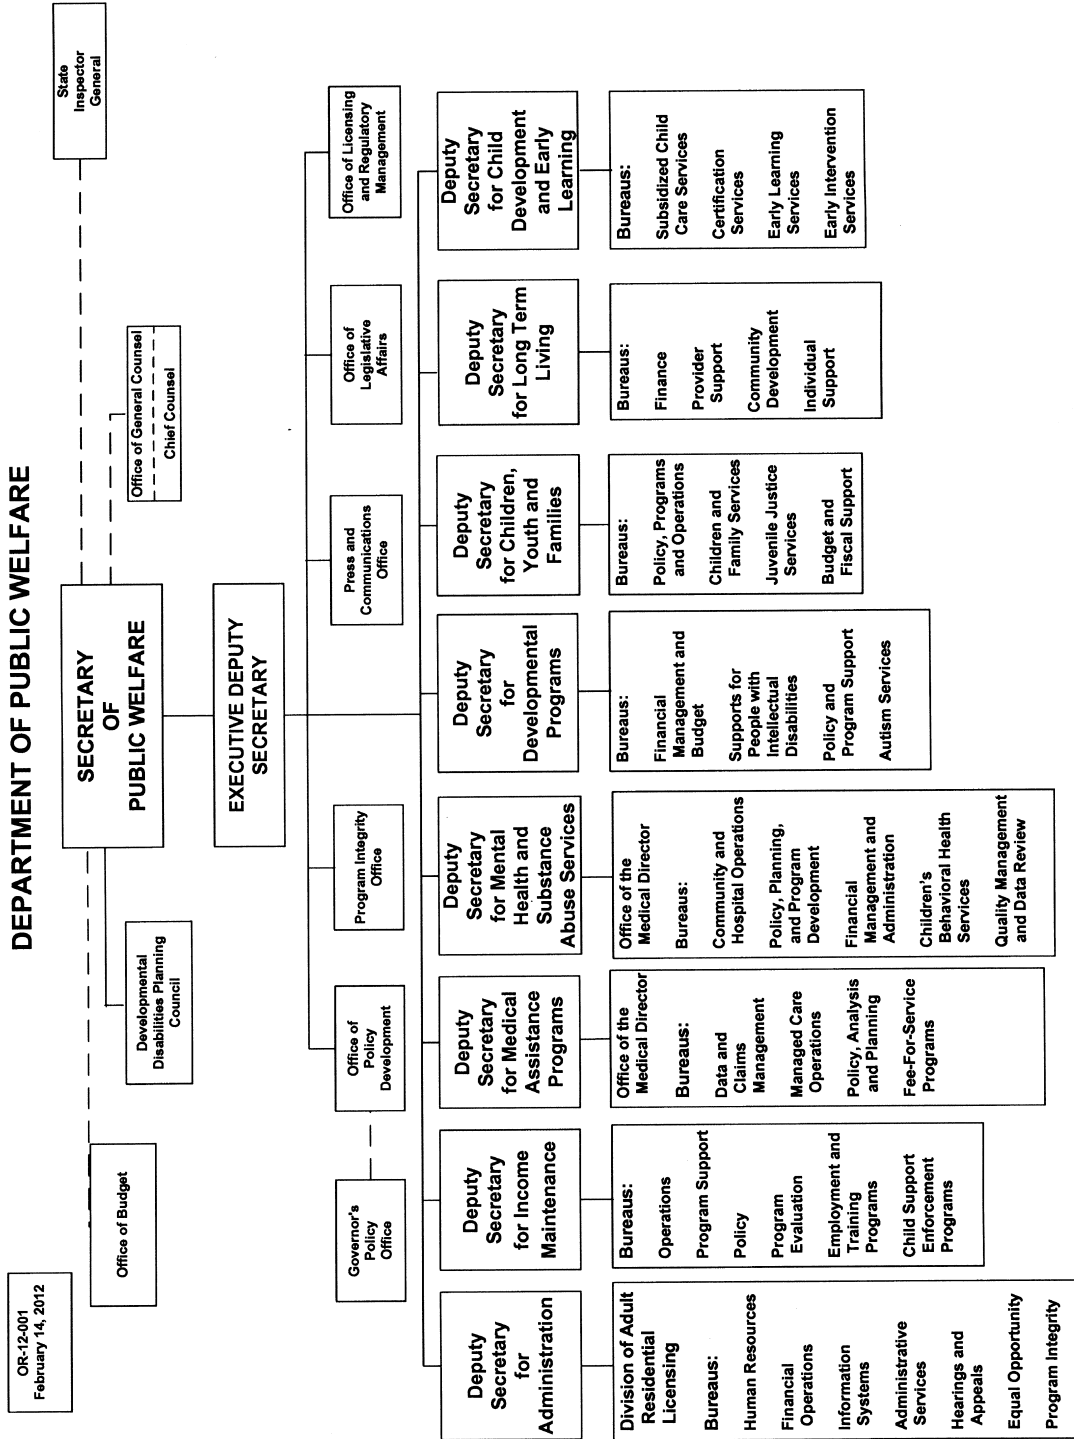 DEPARTMENT OF PUBLIC WELFARE
OR-12-001
February 14, 2012
State
Inspector
General
SECRETARY
OF
PUBLIC WELFARE
Office of General Counsel
Chief Counsel
Office of Budget
Developmental
Disabilities Planning
Council
EXECUTIVE DEPUTY
SECRETARY
Governor's
Policy
Office
Office of
Policy
Development
Program Integrity
Office
Press and
Communications
Office
Office of
Legislative
Affairs
Office of Licensing
and Regulatory
Management
Deputy
Secretary
for
Administration
Deputy
Secretary
for Income
Maintenance
Deputy
Secretary
for Medical
Assistance
Programs
Deputy
Secretary
for Mental
Health and
Substance
Abuse Services
Deputy
Secretary
for
Developmental
Programs
Deputy
Secretary
for Children,
Youth and
Families
Deputy
Secretary
for Long Term
Living
Deputy
Secretary
for Child
Development
and Early
Learning
Division of Adult
Residential
Licensing
Bureaus:
Human Resources
Financial
Operations
Information
Systems
Administrative
Services
Hearings and
Appeals
Equal Opportunity
Program Integrity
Bureaus:
Operations
Program Support
Policy
Program
Evaluation
Employment and
Training
Programs
Child Support
Enforcement
Programs
Office of the
Medical Director
Bureaus:
Data and
Claims
Management
Managed Care
Operations
Policy, Analysis
and Planning
Fee-For-Service
Programs
Office of the
Medical Director
Bureaus:
Community and
Hospital Operations
Policy, Planning,
and Program
Development
Financial
Management and
Administration
Children's
Behavioral Health
Services
Quality Management
and Data Review
Bureaus:
Financial
Management and
Budget
Supports for
People with
Intellectual
Disabilities
Policy and
Program Support
Autism Services
Bureaus:
Policy, Programs
and Operations
Children and
Family Services
Juvenile Justice
Services
Budget and
Fiscal Support
Bureaus:
Finance
Provider
Support
Community
Development
Individual
Support
Bureaus:
Subsidized Child
Care Services
Certification
Services
Early Learning
Services
Early Intervention
Services